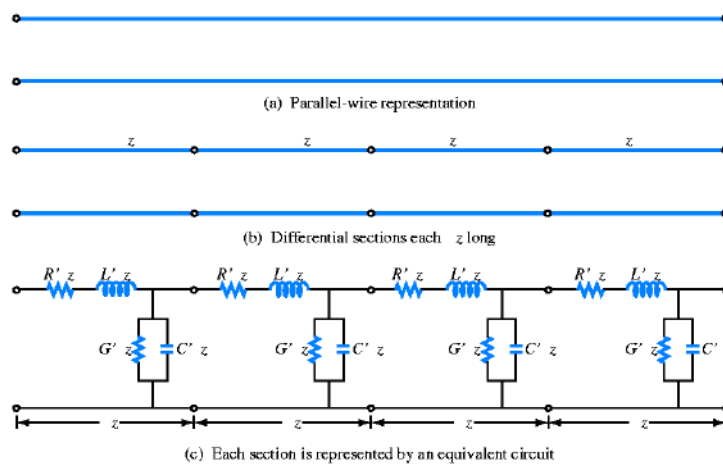 (a) Parallel-wire representation
z z z z
(b) Differential sections each z long
R' z L' z R' z L' z R' z L' z R' z L' z
G' z C' z G' z C' z G' z C' z G' z C' z
z z z z
(c) Each section is represented by an equivalent circuit